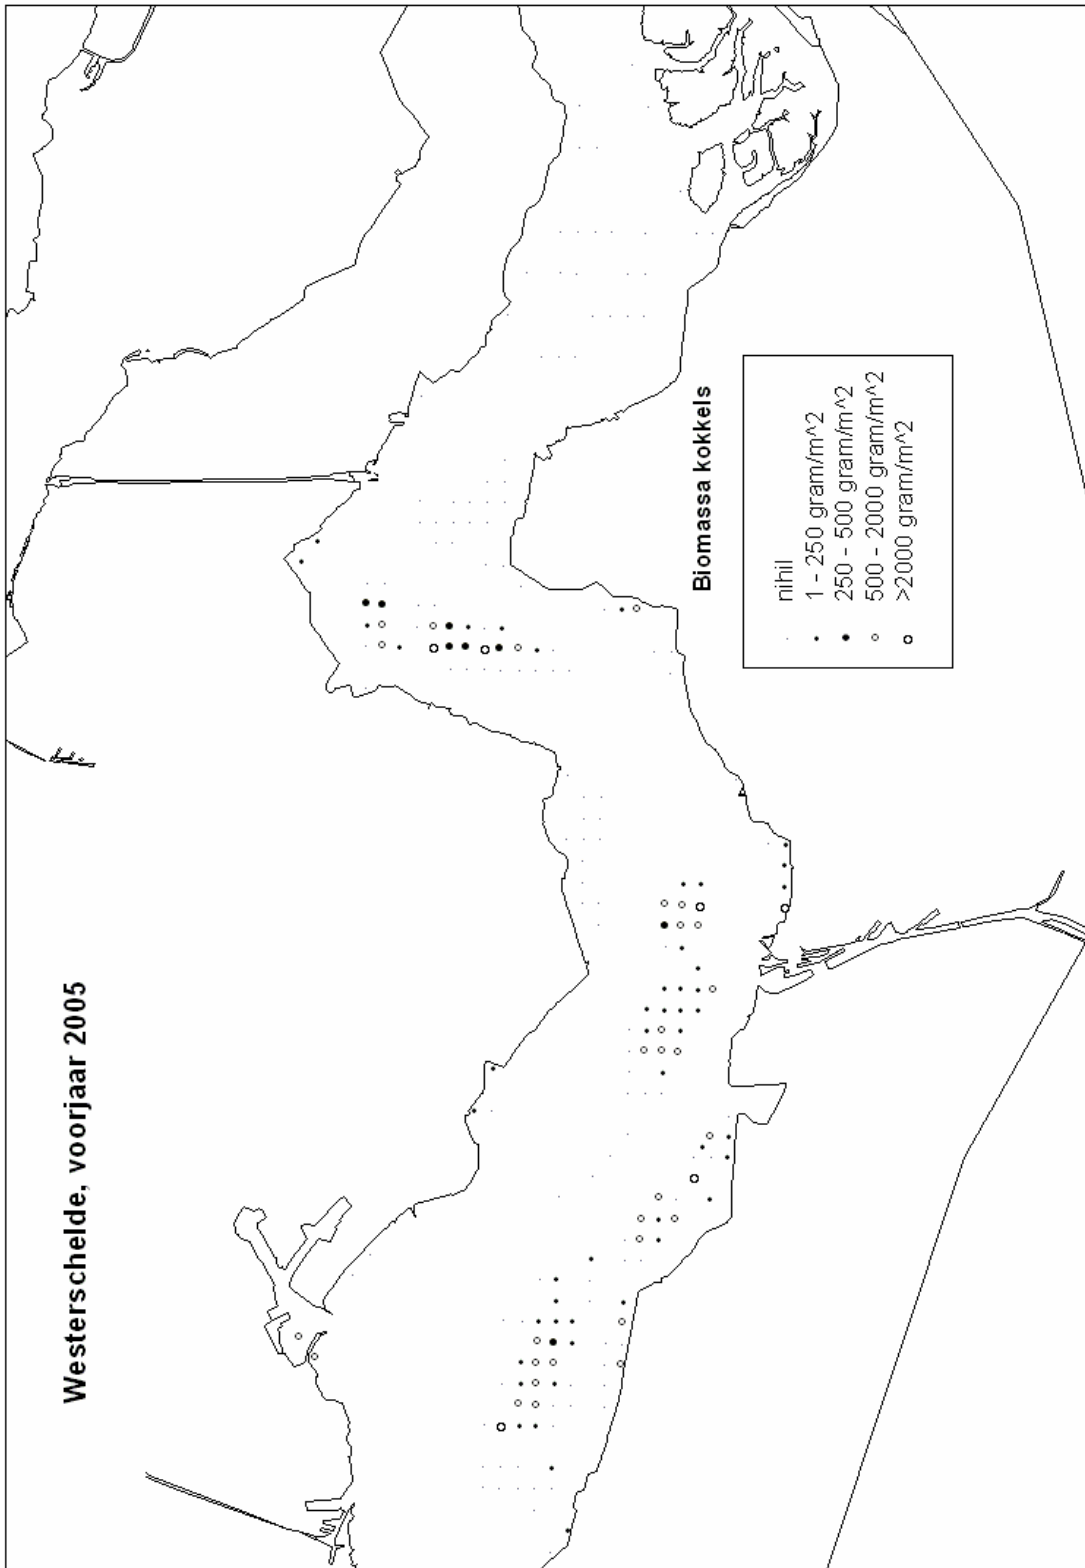 Westerschelde, voorjaar 2005
Biomassa kokkels
nihil
1 - 250 gram/m^2
250 - 500 gram/m^2
500 - 2000 gram/m^2
>2000 gram/m^2